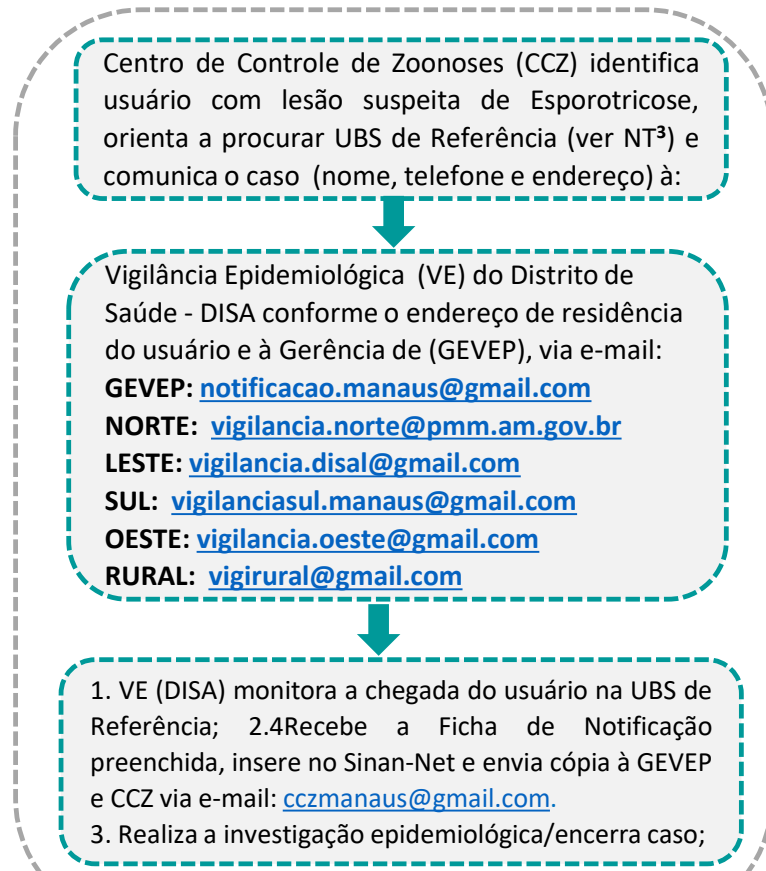 Centro de Controle de Zoonoses (CCZ) identifica
usuário com lesão suspeita de Esporotricose,
orienta a procurar UBS de Referência (ver NT³) e
comunica o caso (nome, telefone e endereço) à:
Vigilância Epidemiológica (VE) do Distrito de
Saúde - DISA conforme o endereço de residência
do usuário e à Gerência de (GEVEP), via e-mail:
GEVEP: notificacao.manaus@gmail.com
NORTE: vigilancia.norte@pmm.am.gov.br
LESTE: vigilancia.disal@gmail.com
SUL: vigilanciasul.manaus@gmail.com
OESTE: vigilancia.oeste@gmail.com
RURAL: vigirural@gmail.com
1. VE (DISA) monitora a chegada do usuário na UBS de
Referência; 2.4Recebe a Ficha de Notificação
preenchida, insere no Sinan-Net e envia cópia à GEVEP
e CCZ via e-mail: cczmanaus@gmail.com.
3. Realiza a investigação epidemiológica/encerra caso;